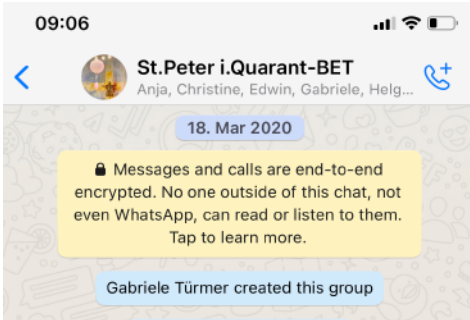 09:06
St.Peter i.Quarant-BET
Anja, Christine, Edwin, Gabriele, Helg...
18. Mar 2020
Messages and calls are end-to-end
encrypted. No one outside of this chat, not
even WhatsApp, can read or listen to them.
Tap to learn more.
Gabriele Türmer created this group